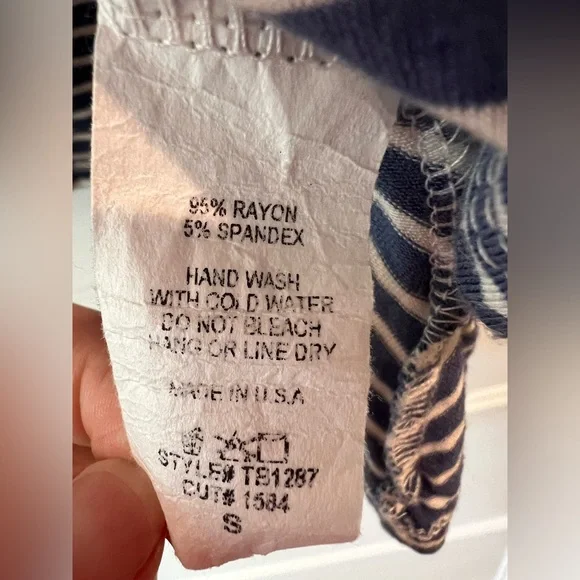 95% RAYON
5% SPANDEX
HAND WASH
WITH COLD WATER
DO NOT BLEACH
HANG OR LINE DRY
MADE IN U.S.A
STYLE# TB1287
CUT# 1584
S